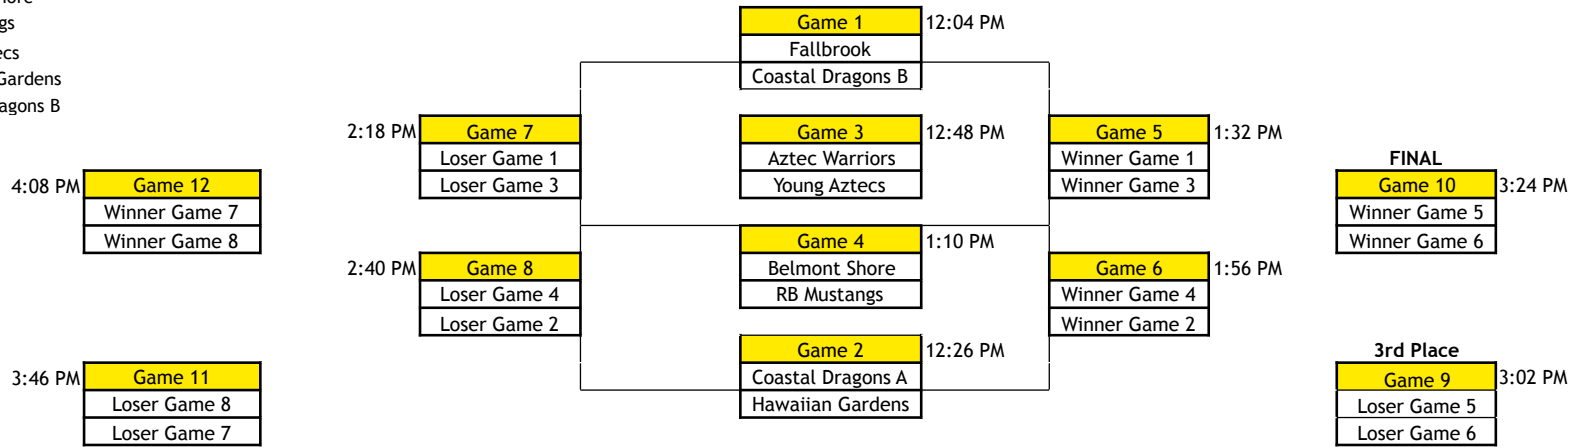 gs
ecs
Gardens
agons B
Game 1 12:04 PM
Fallbrook
Coastal Dragons B
2:18 PM Game 7
Loser Game 1
Loser Game 3
Game 3 12:48 PM
Aztec Warriors
Young Aztecs
Game 5 1:32 PM
Winner Game 1
Winner Game 3
4:08 PM Game 12
Winner Game 7
Winner Game 8
FINAL
Game 10 3:24 PM
Winner Game 5
Winner Game 6
2:40 PM Game 8
Loser Game 4
Loser Game 2
Game 4 1:10 PM
Belmont Shore
RB Mustangs
Game 6 1:56 PM
Winner Game 4
Winner Game 2
3:46 PM Game 11
Loser Game 8
Loser Game 7
Game 2 12:26 PM
Coastal Dragons A
Hawaiian Gardens
3rd Place
Game 9 3:02 PM
Loser Game 5
Loser Game 6